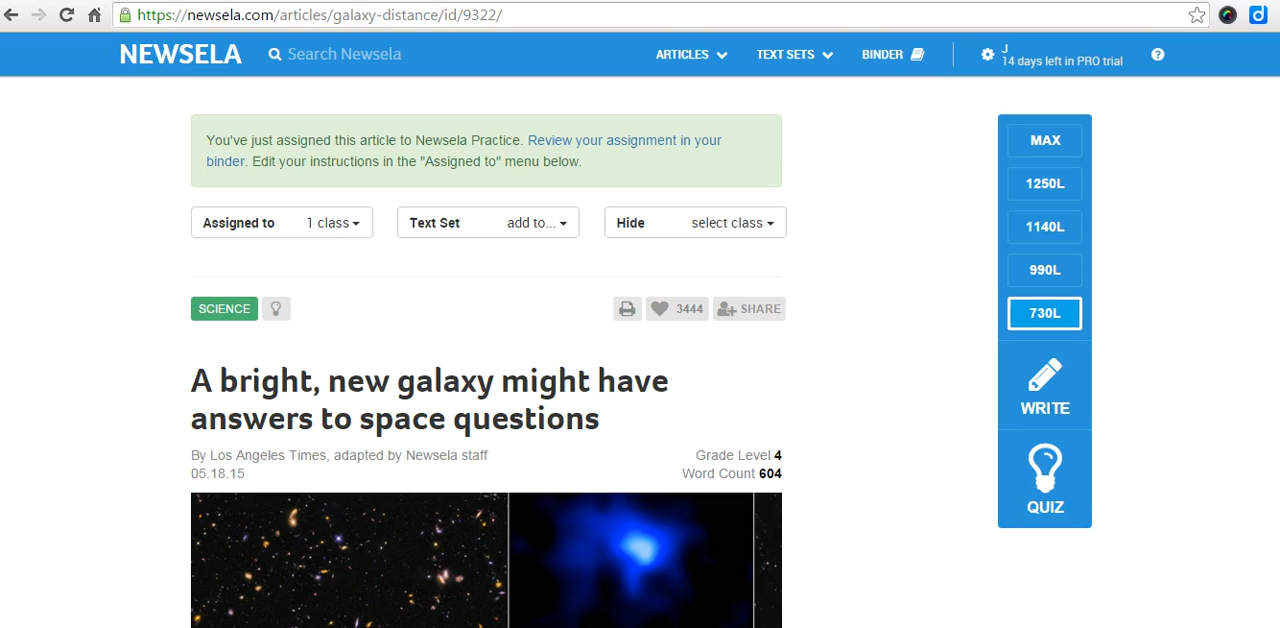 https://newsela.com/articles/galaxy-distance/id/9322/
NEWSELA Search Newsela ARTICLES TEXT SETS BINDER J
14 days left in PRO trial ?
You've just assigned this article to Newsela Practice. Review your assignment in your
binder. Edit your instructions in the "Assigned to" menu below.
Assigned to 1 class Text Set add to... Hide select class
SCIENCE 3444 SHARE
A bright, new galaxy might have
answers to space questions
By Los Angeles Times, adapted by Newsela staff Grade Level 4
05.18.15 Word Count 604
MAX
1250L
1140L
990L
730L
WRITE
QUIZ